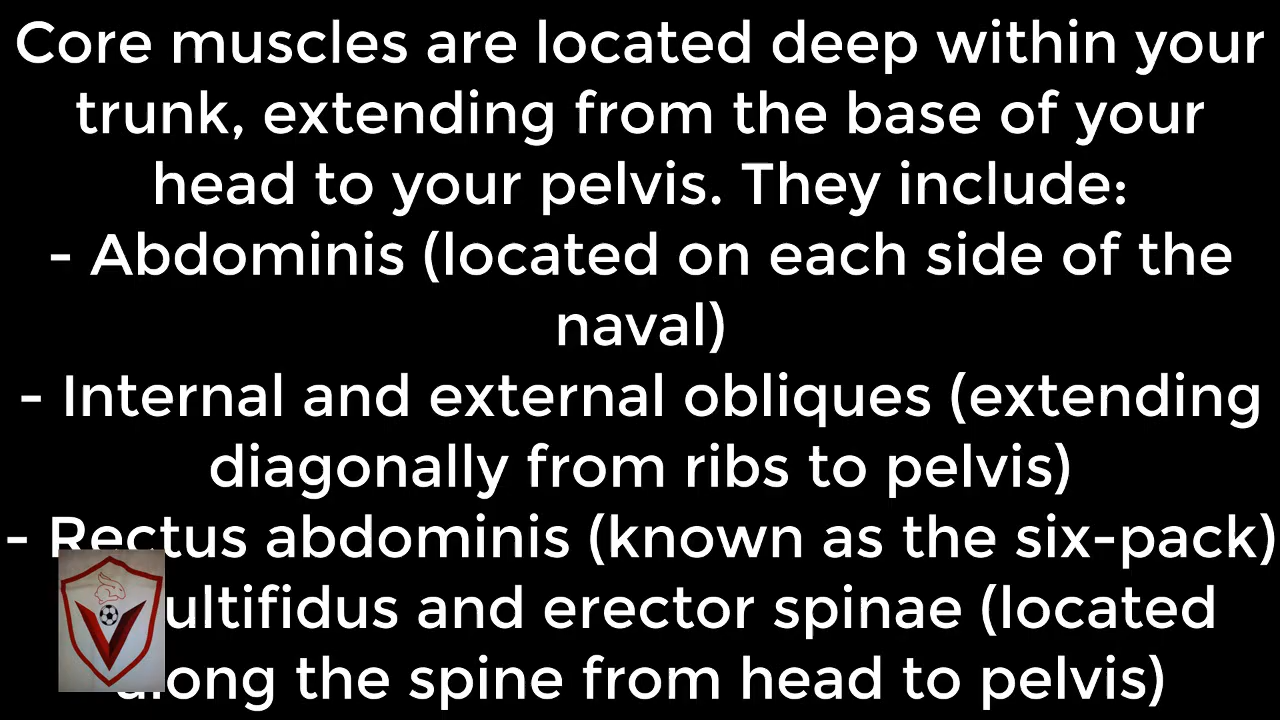 Core muscles are located deep within your
trunk, extending from the base of your
head to your pelvis. They include:
- Abdominis (located on each side of the
naval)
- Internal and external obliques (extending
diagonally from ribs to pelvis)
- Rectus abdominis (known as the six-pack)
ultifidus and erector spinae (located
along the spine from head to pelvis)